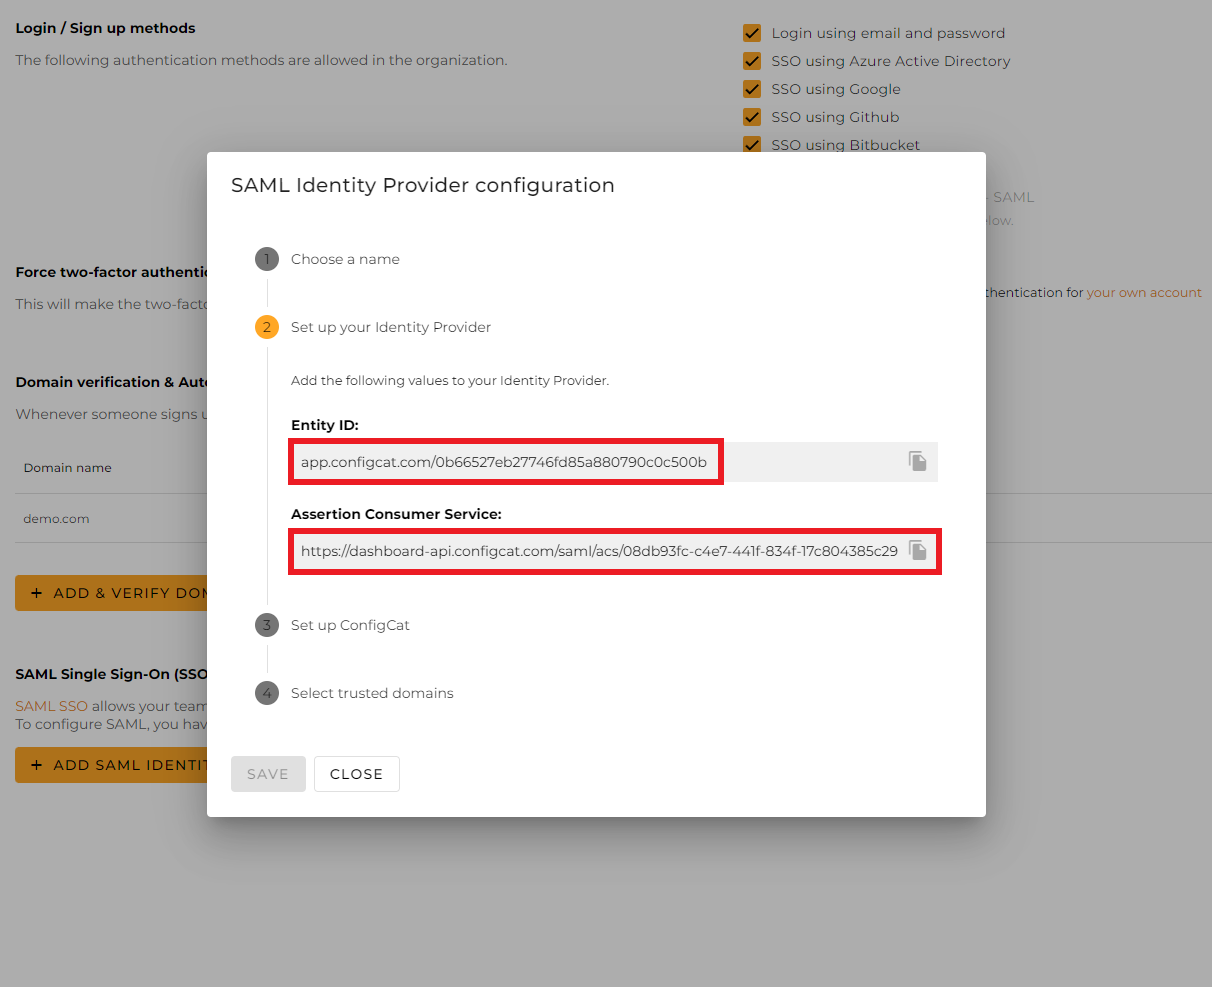 Login / Sign up methods
The following authentication methods are allowed in the organization.
Login using email and password
SSO using Azure Active Directory
SSO using Google
SSO using Github
SSO using Bitbucket
SAML
SAML Identity Provider configuration
1 Choose a name
2 Set up your Identity Provider
Add the following values to your Identity Provider.
Entity ID:
app.configcat.com/0b66527eb27746fd85a880790c0c500b
Assertion Consumer Service:
https://dashboard-api.configcat.com/saml/acs/08db93fc-c4e7-441f-834f-17c804385c29
3 Set up ConfigCat
4 Select trusted domains
SAVE
CLOSE
Force two-factor authentic
This will make the two-facto
thentication for your own account
Domain verification & Auto
Whenever someone signs u
Domain name
demo.com
+ ADD & VERIFY DOM
SAML Single Sign-On (SSO
SAML SSO allows your team
To configure SAML, you hav
+ ADD SAML IDENTIT